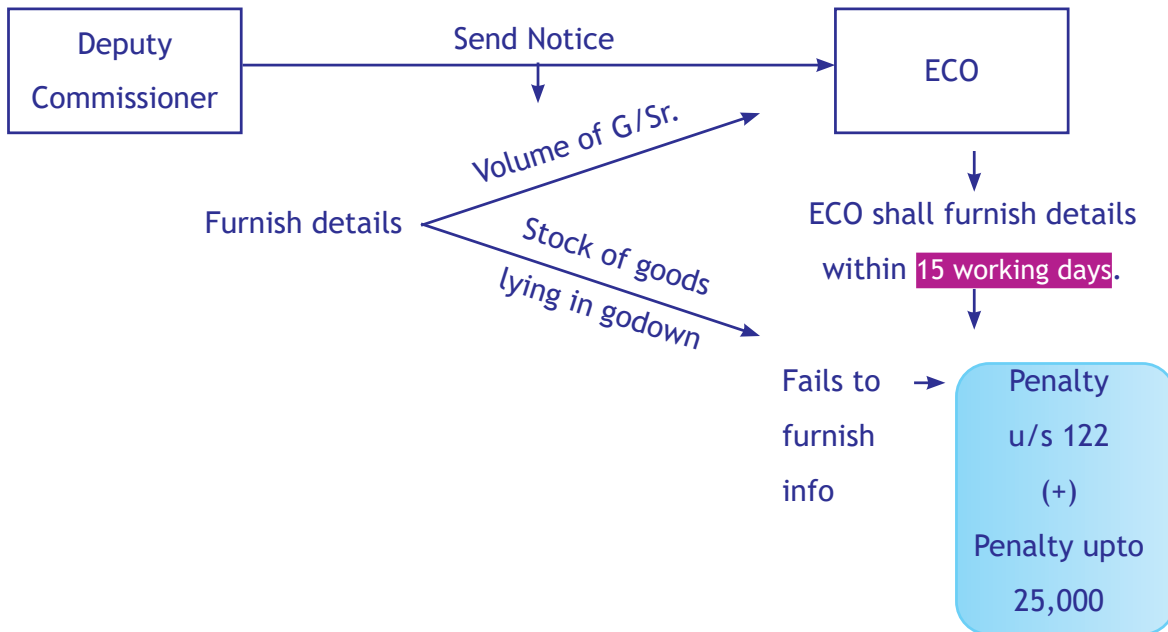 Deputy
Commissioner
Send Notice
ECO
Volume of G/Sr.
Furnish details
Stock of goods
lying in godown
ECO shall furnish details
within 15 working days.
Fails to
furnish
info
Penalty
u/s 122
(+)
Penalty upto
25,000